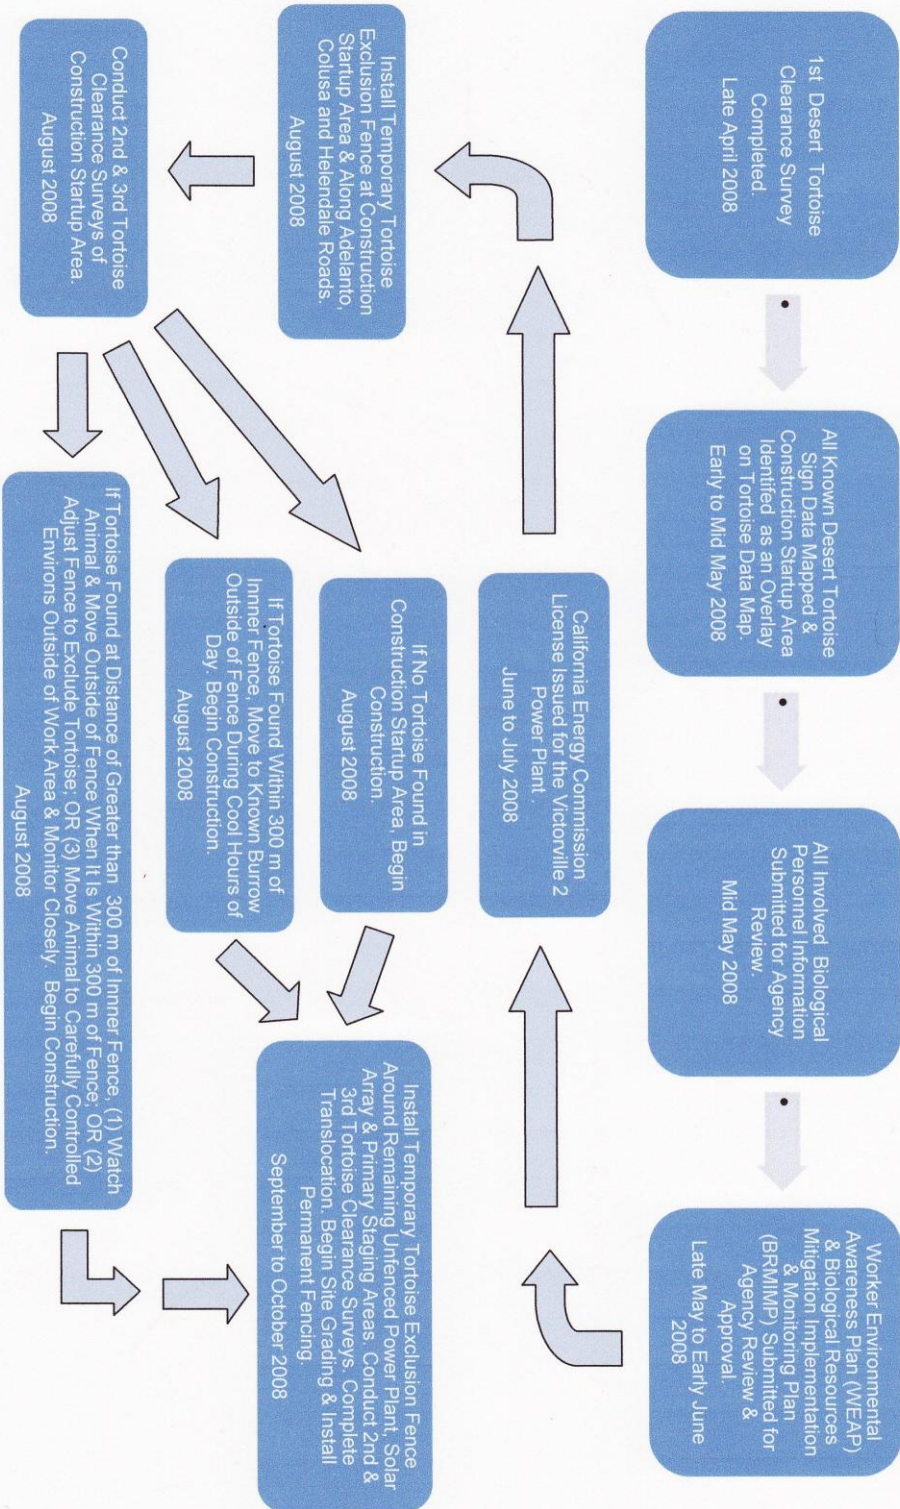 1st Desert Tortoise
Clearance Survey
Completed.
Late April 2008
All Known Desert Tortoise
Sign Data Mapped &
Construction Startup Area
Identifed as an Overlay
on Tortoise Data Map.
Early to Mid May 2008
All Involved Biological
Personnel Information
Submitted for Agency
Review.
Mid May 2008
Worker Environmental
Awareness Plan (WEAP)
& Biological Resources
Mitigation Implementation
& Monitoring Plan
(BRMIMP) Submitted for
Agency Review &
Approval.
Late May to Early June
2008
California Energy Commission
License Issued for the Victorville 2
Power Plant .
June to July 2008
Install Temporary Tortoise
Exclusion Fence at Construction
Startup Area & Along Adelanto,
Colusa and Helendale Roads.
August 2008
Conduct 2nd & 3rd Tortoise
Clearance Surveys of
Construction Startup Area.
August 2008
If No Tortoise Found in
Construction Startup Area, Begin
Construction.
August 2008
If Tortoise Found Within 300 m of
Innner Fence, Move to Known Burrow
Outside of Fence During Cool Hours of
Day. Begin Construction.
August 2008
If Tortoise Found at Distance of Greater than 300 m of Innner Fence, (1) Watch
Animal & Move Outside of Fence When It Is Within 300 m of Fence; OR (2)
Adjust Fence to Exclude Tortoise; OR (3) Move Animal to Carefully Controlled
Environs Outside of Work Area & Monitor Closely. Begin Construction.
August 2008
Install Temporary Tortoise Exclusion Fence
Around Remaining Unfenced Power Plant, Solar
Array & Primary Staging Areas. Conduct 2nd &
3rd Tortoise Clearance Surveys. Complete
Translocation. Begin Site Grading & Install
Permanent Fencing.
September to October 2008